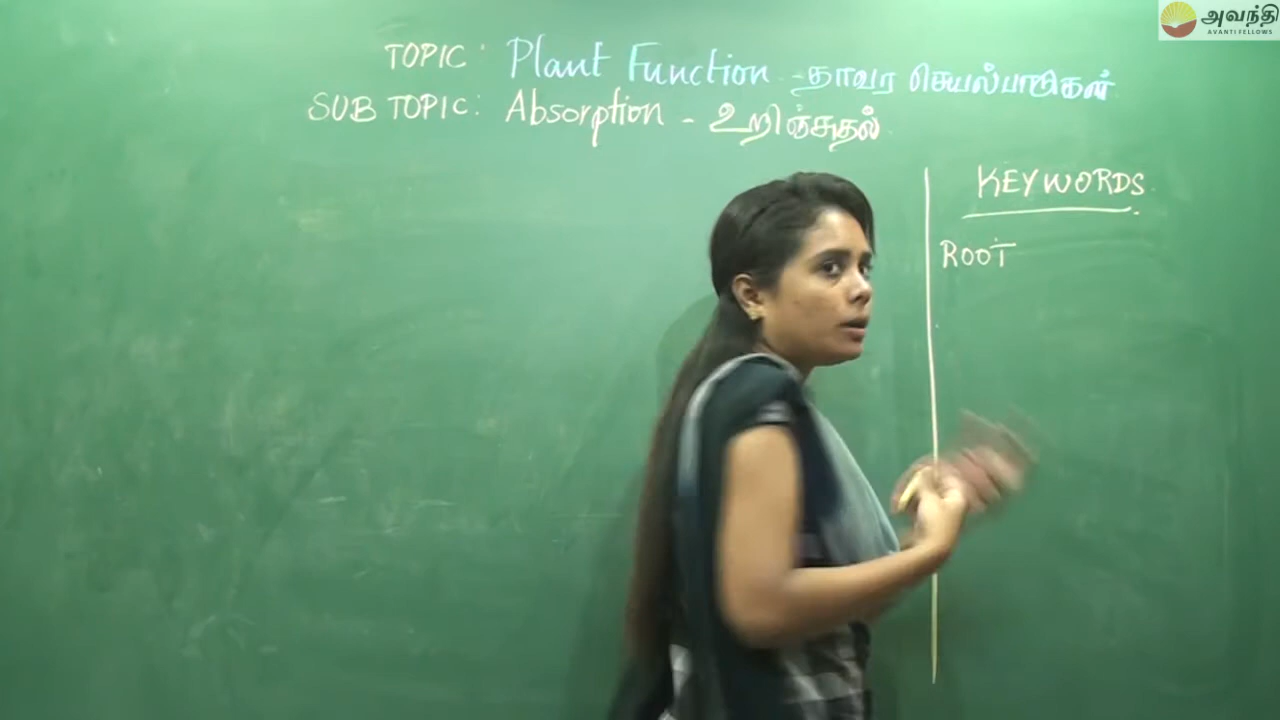 அவந்தி
AVANTI FELLOWS
TOPIC: Plant Function - தாவர செயல்பாடுகள்
SUB TOPIC: Absorption - உறிஞ்சுதல்
KEYWORDS
ROOT